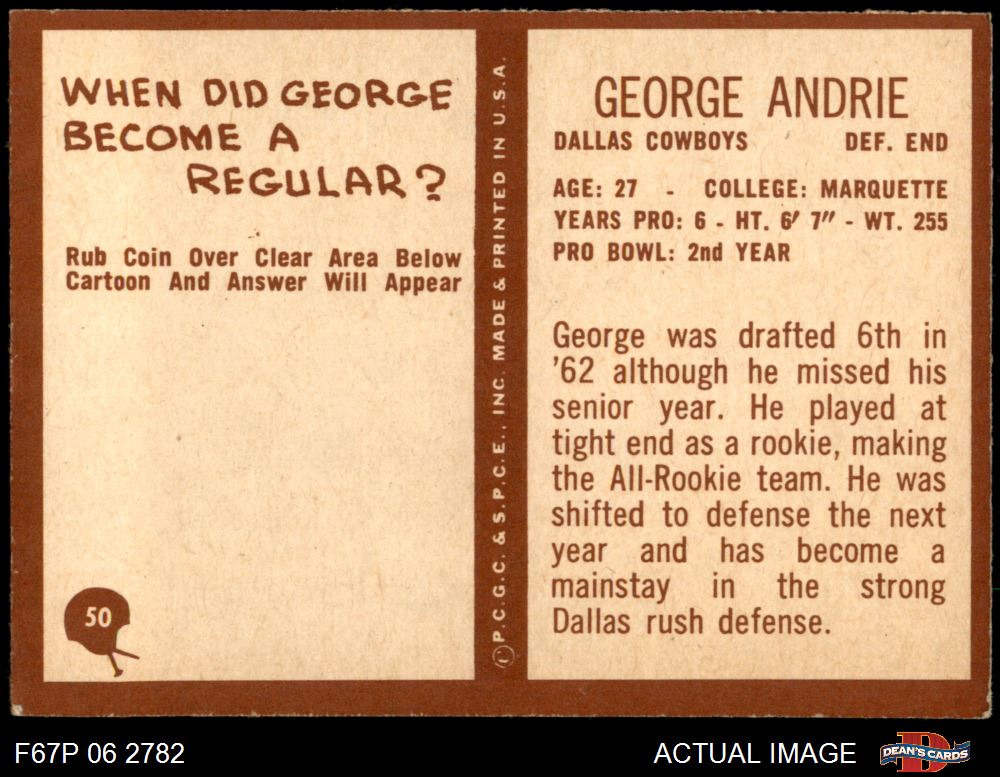 WHEN DID GEORGE
BECOME A
REGULAR?
Rub Coin Over Clear Area Below
Cartoon And Answer Will Appear
50
©P.C.G.C. & S.P.C.E., INC. MADE & PRINTED IN U.S.A.
GEORGE ANDRIE
DALLAS COWBOYS DEF. END
AGE: 27 - COLLEGE: MARQUETTE
YEARS PRO: 6 - HT. 6' 7" - WT. 255
PRO BOWL: 2nd YEAR
George was drafted 6th in
'62 although he missed his
senior year. He played at
tight end as a rookie, making
the All-Rookie team. He was
shifted to defense the next
year and has become a
mainstay in the strong
Dallas rush defense.
F67P 06 2782
ACTUAL IMAGE
D
DEAN'S CARDS